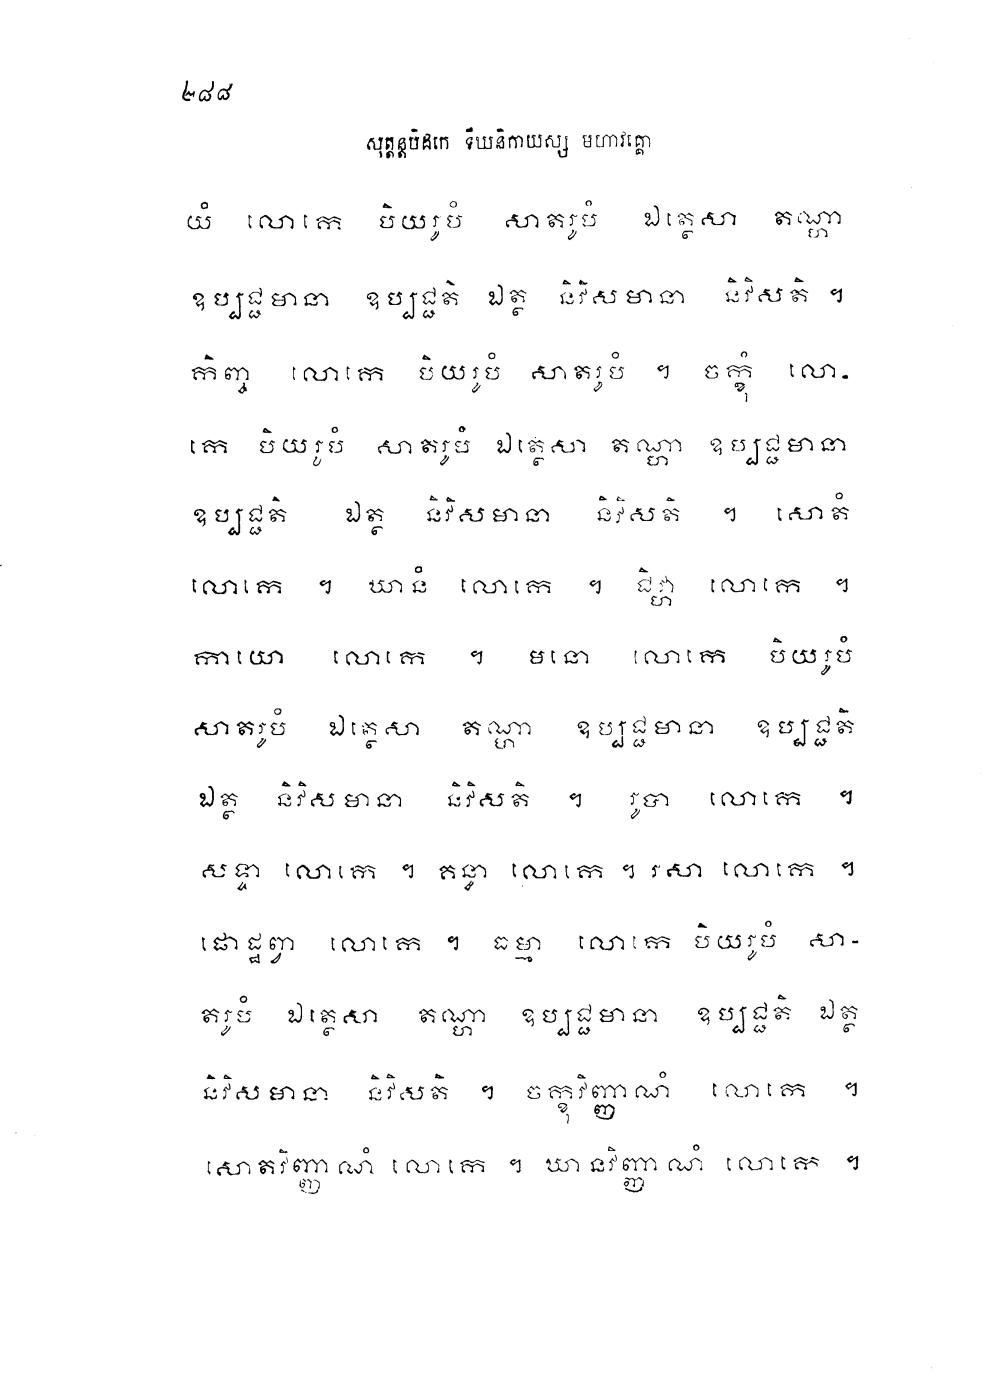 ២៨៨
សុត្តន្តបិដកេ ទីឃនិកាយស្ស មហាវគ្គោ
យំ លោកេ បិយរូបំ សាតរូបំ ឯត្ថេសា តណ្ហា
ឧប្បជ្ជមានា ឧប្បជ្ជតិ ឯត្ថ និវិសមានា និវិសតិ ។
កិញ្ច លោកេ បិយរូបំ សាតរូបំ ។ ចក្ខុំ លោ-
កេ បិយរូបំ សាតរូបំ ឯត្ថេសា តណ្ហា ឧប្បជ្ជមានា
ឧប្បជ្ជតិ ឯត្ថ និវិសមានា និវិសតិ ។ សោតំ
លោកេ ។ ឃានំ លោកេ ។ ជិវ្ហា លោកេ ។
កាយោ លោកេ ។ មនោ លោកេ បិយរូបំ
សាតរូបំ ឯត្ថេសា តណ្ហា ឧប្បជ្ជមានា ឧប្បជ្ជតិ
ឯត្ថ និវិសមានា និវិសតិ ។ រូបា លោកេ ។
សទ្ទា លោកេ ។ គន្ធា លោកេ ។ រសា លោកេ ។
ផោដ្ឋព្វា លោកេ ។ ធម្មា លោកេ បិយរូបំ សា-
តរូបំ ឯត្ថេសា តណ្ហា ឧប្បជ្ជមានា ឧប្បជ្ជតិ ឯត្ថ
និវិសមានា និវិសតិ ។ ចក្ខុវិញ្ញាណំ លោកេ ។
សោតវិញ្ញាណំ លោកេ ។ ឃានវិញ្ញាណំ លោកេ ។